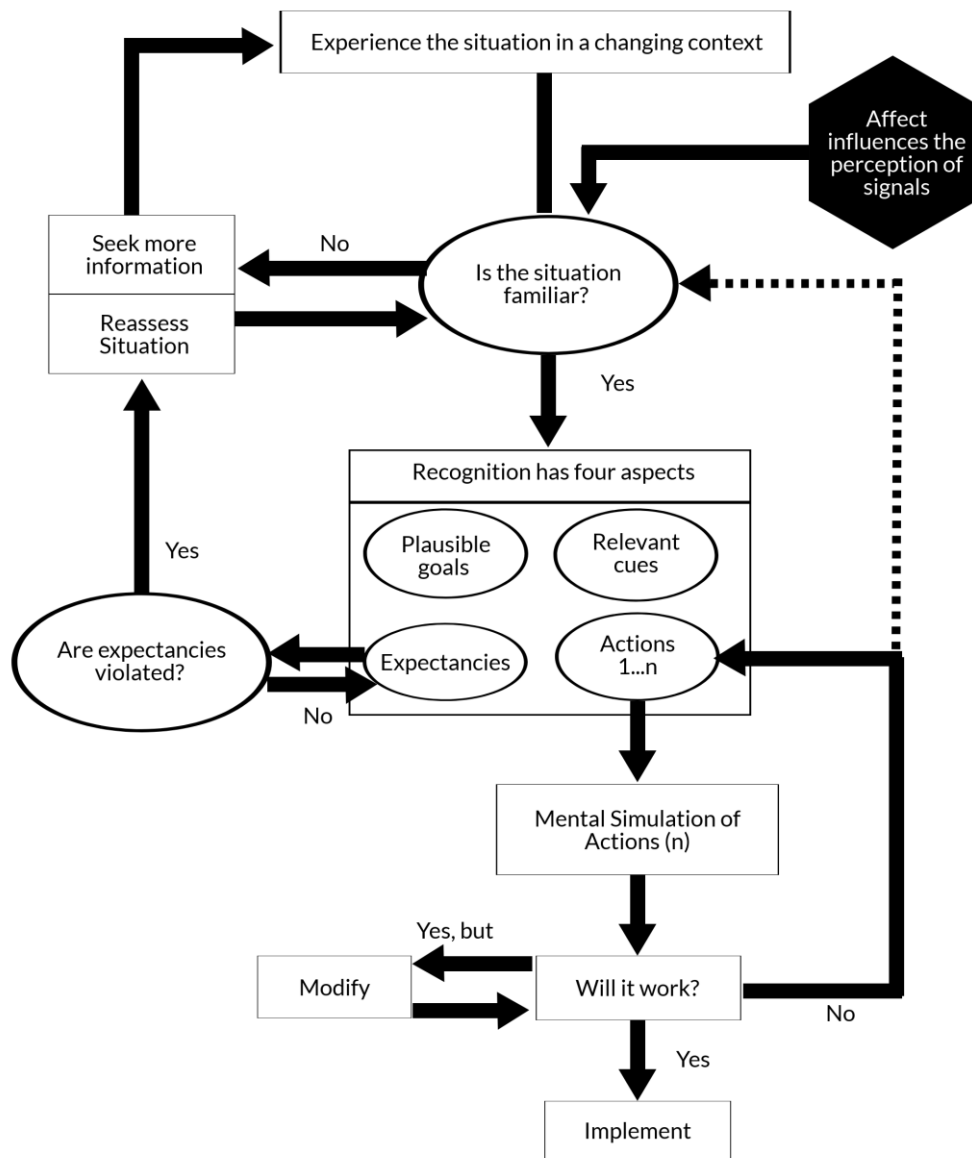 Experience the situation in a changing context
Affect
influences the
perception of
signals
No
Seek more
information
Is the situation
familiar?
Reassess
Situation
Yes
Recognition has four aspects
Plausible
goals
Relevant
cues
Yes
Are expectancies
violated?
Expectancies
Actions
1...n
No
Mental Simulation of
Actions (n)
Yes, but
Modify
Will it work?
No
Yes
Implement